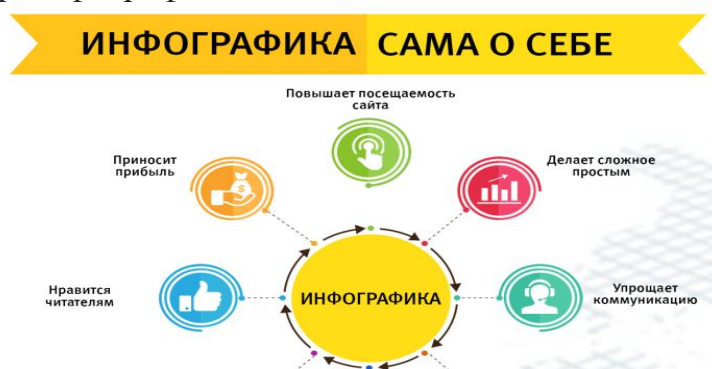 ИНФОГРАФИКА САМА О СЕБЕ
Повышает посещаемость
сайта
Приносит
прибыль
Делает сложное
простым
Нравится
читателям
ИНФОГРАФИКА
Упрощает
коммуникацию